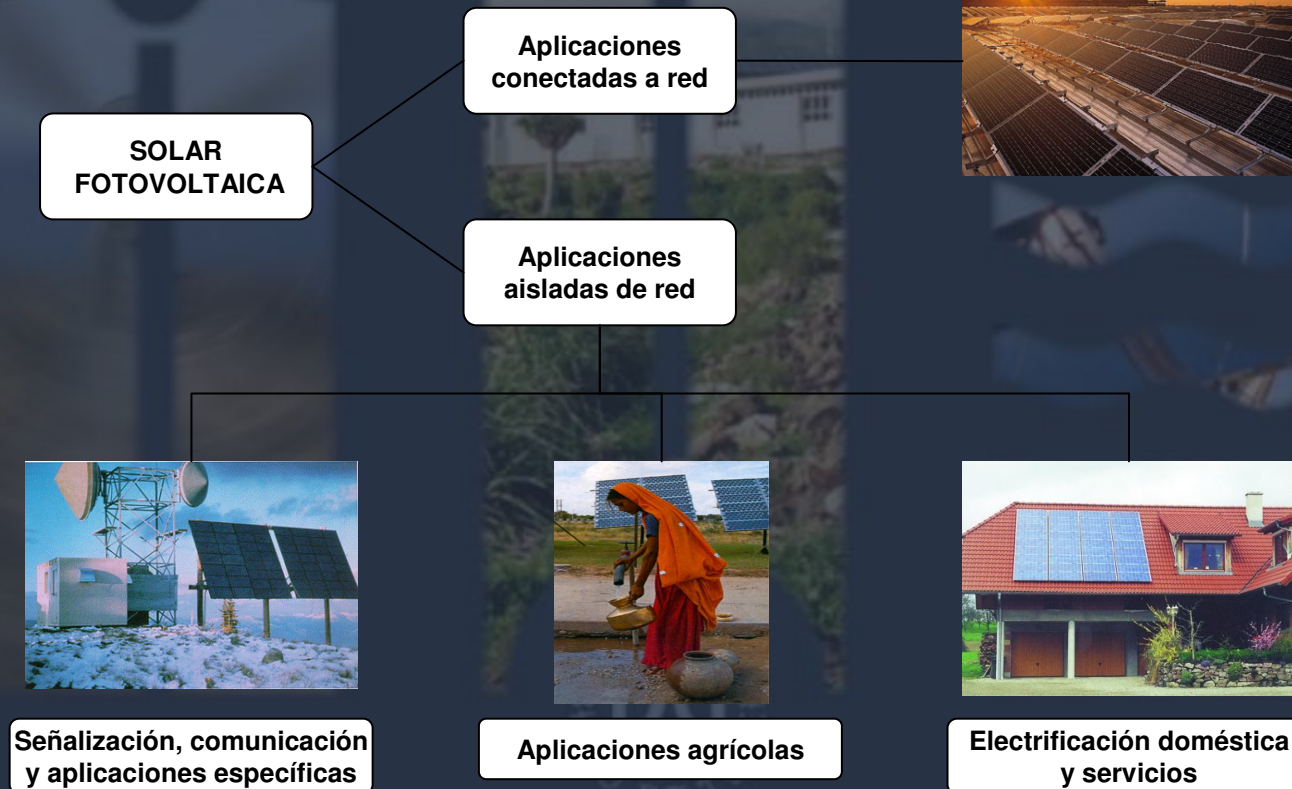 Aplicaciones
conectadas a red
SOLAR
FOTOVOLTAICA
Aplicaciones
aisladas de red
Señalización, comunicación
y aplicaciones específicas
Aplicaciones agrícolas
Electrificación doméstica
y servicios